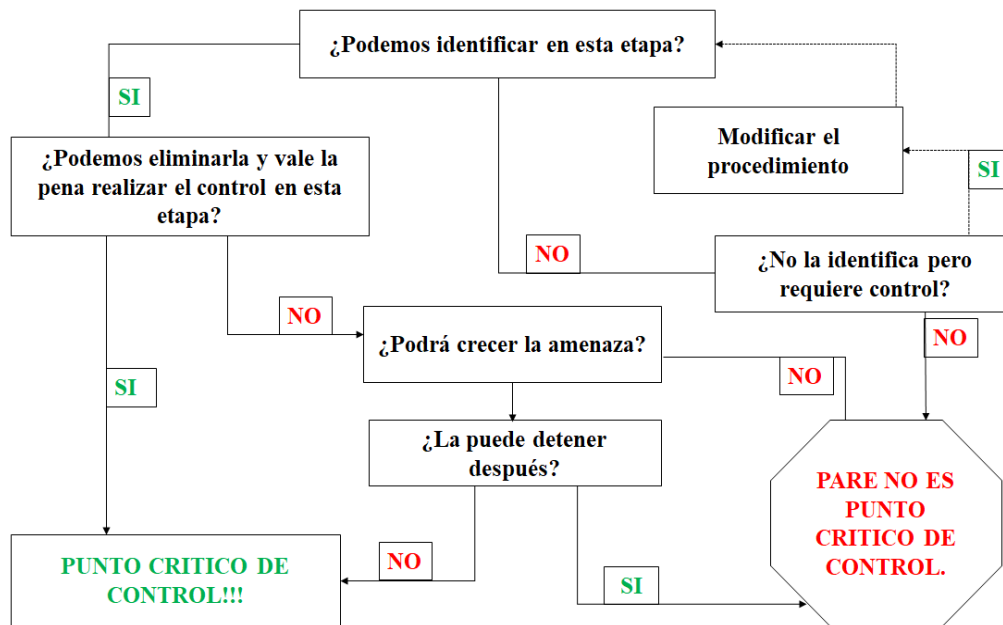 ¿Podemos identificar en esta etapa?
SI
Modificar el
procedimiento
¿Podemos eliminarla y vale la
pena realizar el control en esta
etapa?
SI
NO
¿No la identifica pero
requiere control?
NO
¿Podrá crecer la amenaza?
NO
NO
SI
¿La puede detener
después?
PARE NO ES
PUNTO
CRITICO DE
CONTROL.
PUNTO CRITICO DE
CONTROL!!!
NO
SI